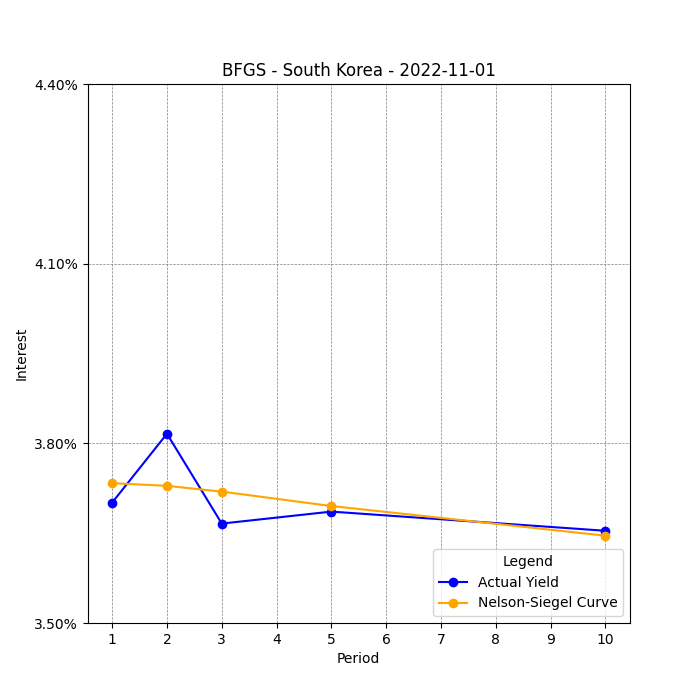 BFGS - South Korea - 2022-11-01
4.40%
4.10%
3.80%
3.50%
Interest
1 2 3 4 5 6 7 8 9 10
Period
Legend
Actual Yield
Nelson-Siegel Curve